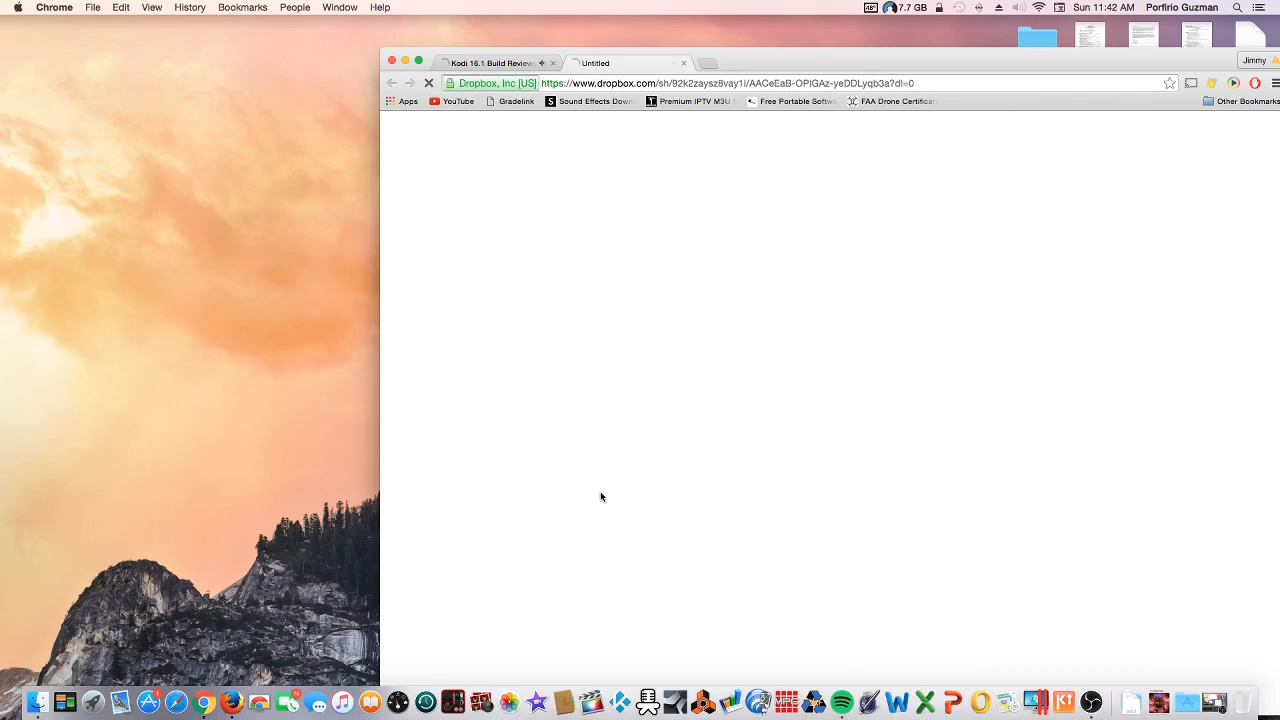 Chrome File Edit View History Bookmarks People Window Help 48° 7.7 GB Sun 11:42 AM Porfirio Guzman
Kodi 16.1 Build Review Untitled Jimmy
Dropbox, Inc [US] https://www.dropbox.com/sh/92k2zaysz8vay1i/AACeEaB-OPIGAz-yeDDLyqb3a?dl=0
Apps YouTube Gradelink Sound Effects Down Premium IPTV M3U Free Portable Softw FAA Drone Certificat Other Bookmarks